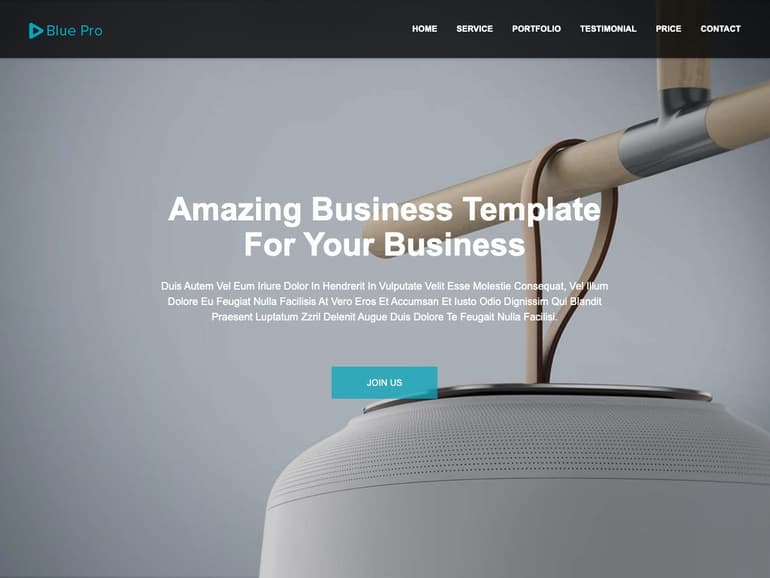 Blue Pro
HOME SERVICE PORTFOLIO TESTIMONIAL PRICE CONTACT
Amazing Business Template
For Your Business
Duis Autem Vel Eum Iriure Dolor In Hendrerit In Vulputate Velit Esse Molestie Consequat, Vel Illum
Dolore Eu Feugiat Nulla Facilisis At Vero Eros Et Accumsan Et Iusto Odio Dignissim Qui Blandit
Praesent Luptatum Zzril Delenit Augue Duis Dolore Te Feugait Nulla Facilisi.
JOIN US